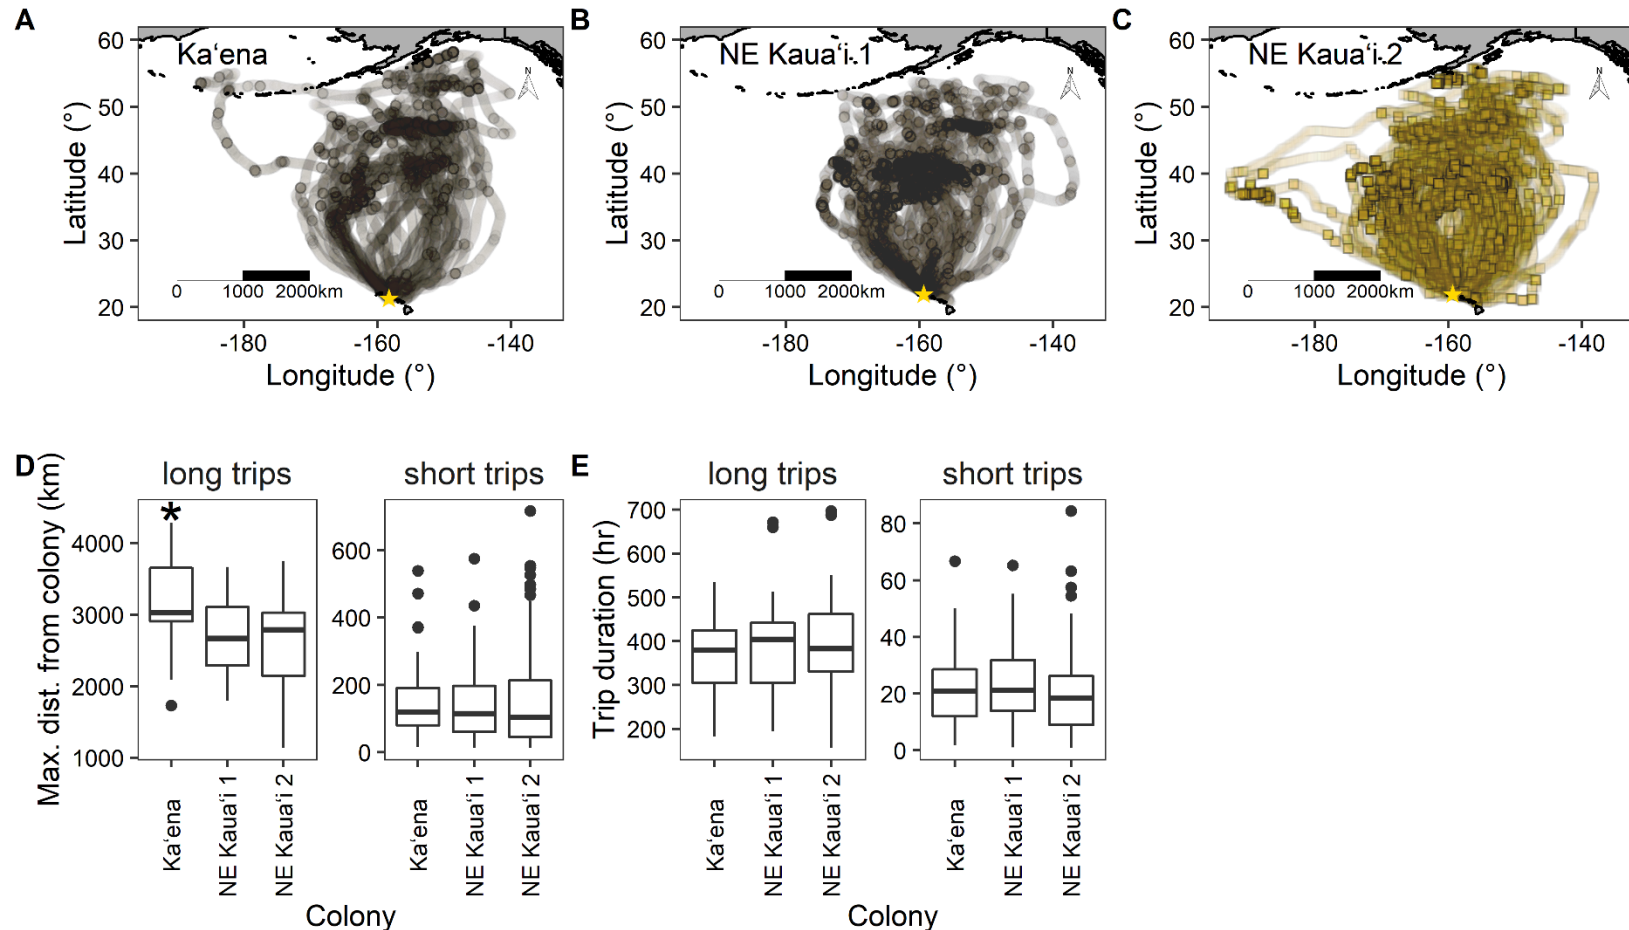 A
B
C
Kaʻena
NE Kauaʻi 1
NE Kauaʻi 2
N
N
N
60
50
40
30
20
Latitude (°)
0
1000
2000km
-180
-160
-140
Longitude (°)
60
50
40
30
20
Latitude (°)
0
1000
2000km
-180
-160
-140
Longitude (°)
60
50
40
30
20
Latitude (°)
0
1000
2000km
-180
-160
-140
Longitude (°)
D
long trips
short trips
E
long trips
short trips
Max. dist. from colony (km)
4000
3000
2000
1000
*
600
400
200
0
Trip duration (hr)
700
600
500
400
300
200
80
60
40
20
0
Kaʻena
NE Kauaʻi 1
NE Kauaʻi 2
Kaʻena
NE Kauaʻi 1
NE Kauaʻi 2
Kaʻena
NE Kauaʻi 1
NE Kauaʻi 2
Kaʻena
NE Kauaʻi 1
NE Kauaʻi 2
Colony
Colony